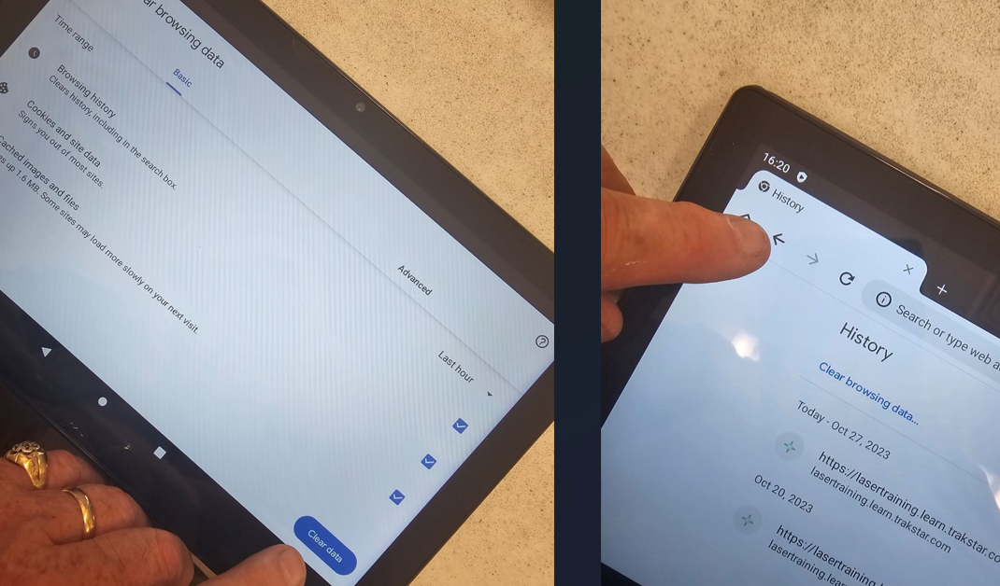 browsing data
Time range
Basic
Advanced
Last hour
Browsing history
Clears history, including in the search box.
Cookies and site data
Signs you out of most sites.
Cached images and files
up 1.6 MB. Some sites may load more slowly on your next visit.
Clear data
16:20
History
Search or type web
History
Clear browsing data...
Today - Oct 27, 2023
https://lasertraining.learn.trakstar.co
lasertraining.learn.trakstar.com
Oct 20, 2023
https://lasertraining.l
lasertraining.learn